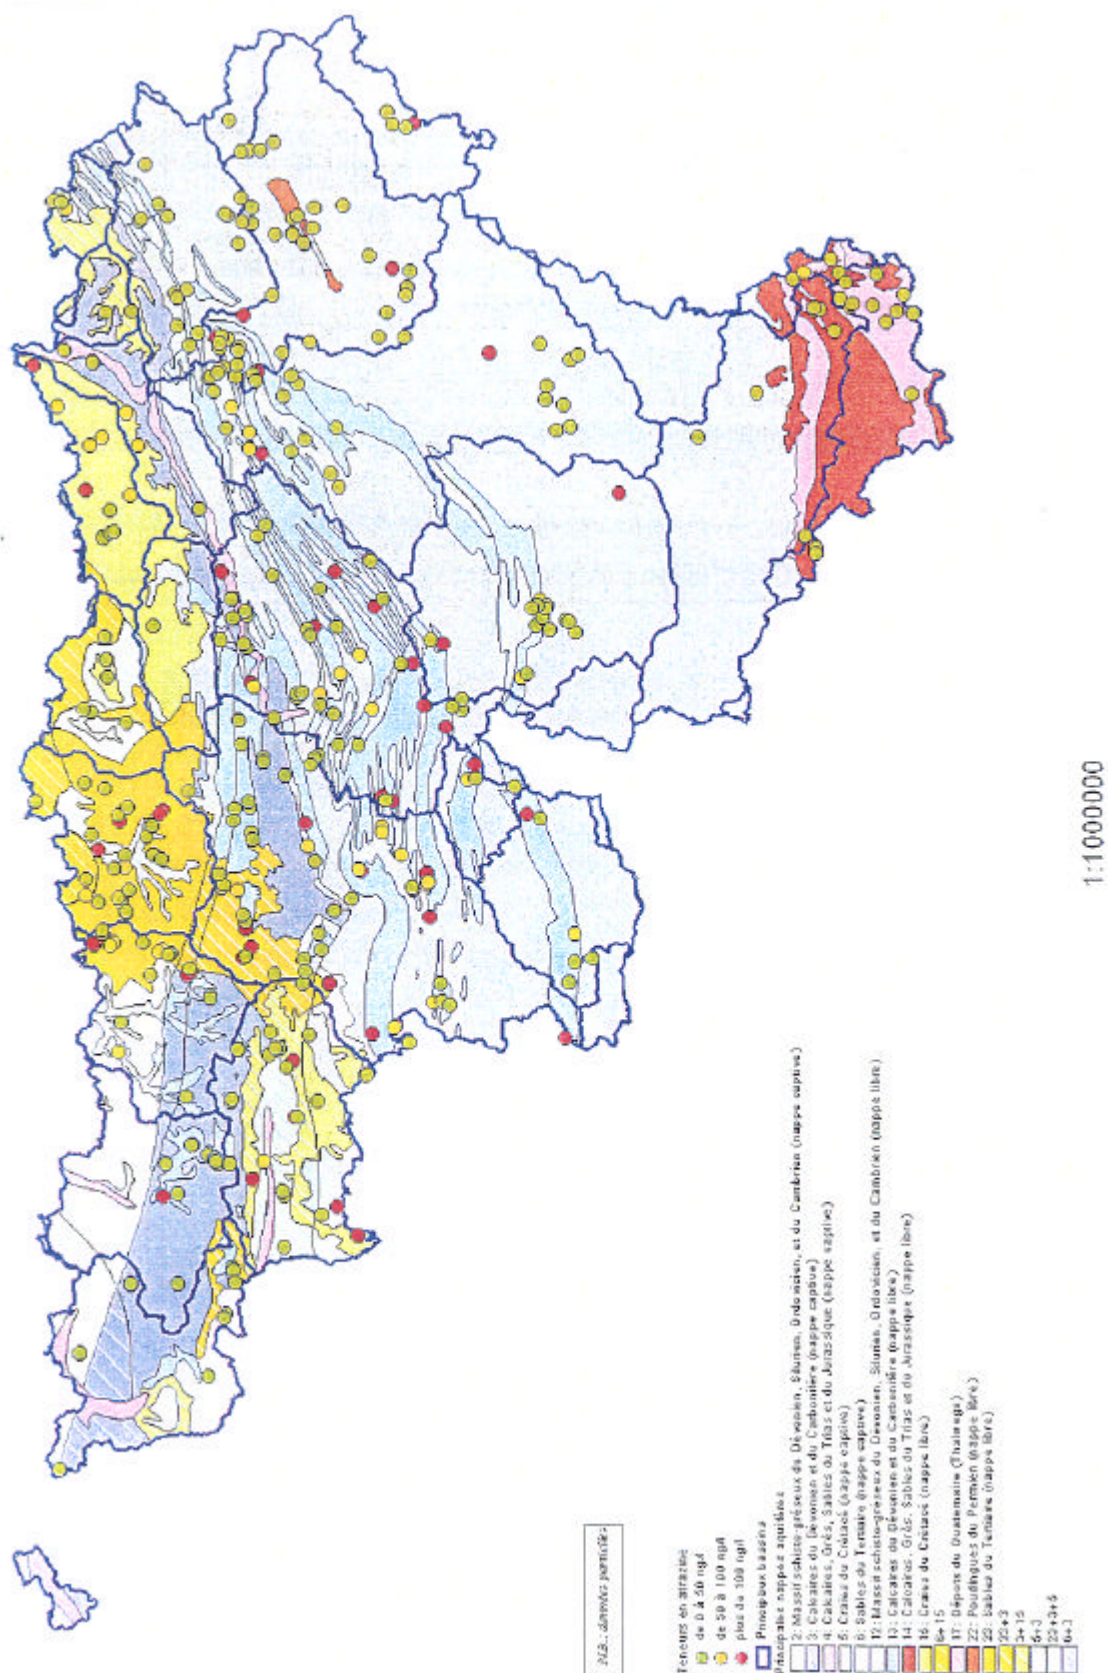 N.B.: données partielles
Teneurs en atrazine
de 0 à 50 ng/l
de 50 à 100 ng/l
plus de 100 ng/l
Principaux bassins
Principales nappes aquifères
2: Massif schisto-gréseux du Dévonien, Silurien, Ordovicien, et du Cambrien (nappe captive)
3: Calcaires du Dévonien et du Carbonifère (nappe captive)
4: Calcaires, Grès, Sables du Trias et du Jurassique (nappe captive)
5: Craies du Crétacé (nappe captive)
6: Sables du Tertiaire (nappe captive)
12: Massif schisto-gréseux du Dévonien, Silurien, Ordovicien, et du Cambrien (nappe libre)
13: Calcaires du Dévonien et du Carbonifère (nappe libre)
14: Calcaires, Grès, Sables du Trias et du Jurassique (nappe libre)
15: Craies du Crétacé (nappe libre)
6+15
17: Dépots du Quaternaire (Thalwegs)
22: Poudingues du Permien (nappe libre)
23: Sables du Tertiaire (nappe libre)
23+3
3+15
5+3
23+3+5
6+3
1:1000000